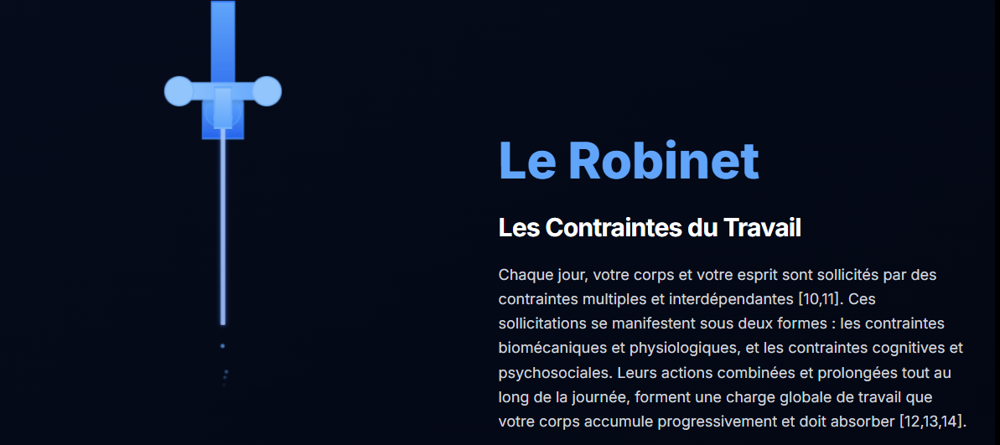 Le Robinet
Les Contraintes du Travail
Chaque jour, votre corps et votre esprit sont sollicités par des
contraintes multiples et interdépendantes [10,11]. Ces
sollicitations se manifestent sous deux formes : les contraintes
biomécaniques et physiologiques, et les contraintes cognitives et
psychosociales. Leurs actions combinées et prolongées tout au
long de la journée, forment une charge globale de travail que
votre corps accumule progressivement et doit absorber [12,13,14].